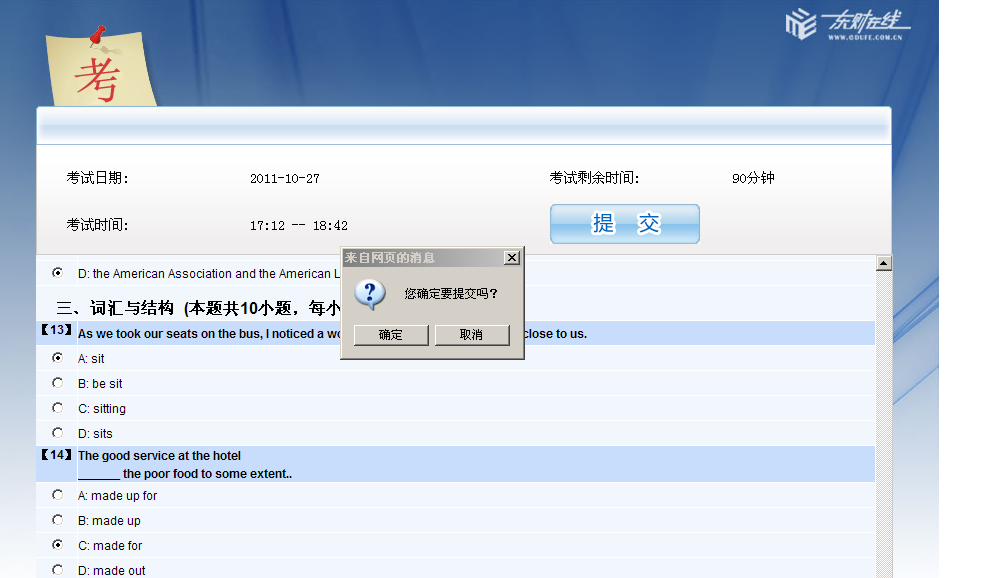 东财在线
WWW.GDUFE.COM.CN
考
考试日期: 2011-10-27 考试剩余时间: 90分钟
考试时间: 17:12 -- 18:42
提 交
D: the American Association and the American L
来自网页的消息
您确定要提交吗?
确定 取消
三、词汇与结构 (本题共10小题，每小
【13】 As we took our seats on the bus, I noticed a close to us.
A: sit
B: be sit
C: sitting
D: sits
【14】 The good service at the hotel
______ the poor food to some extent..
A: made up for
B: made up
C: made for
D: made out